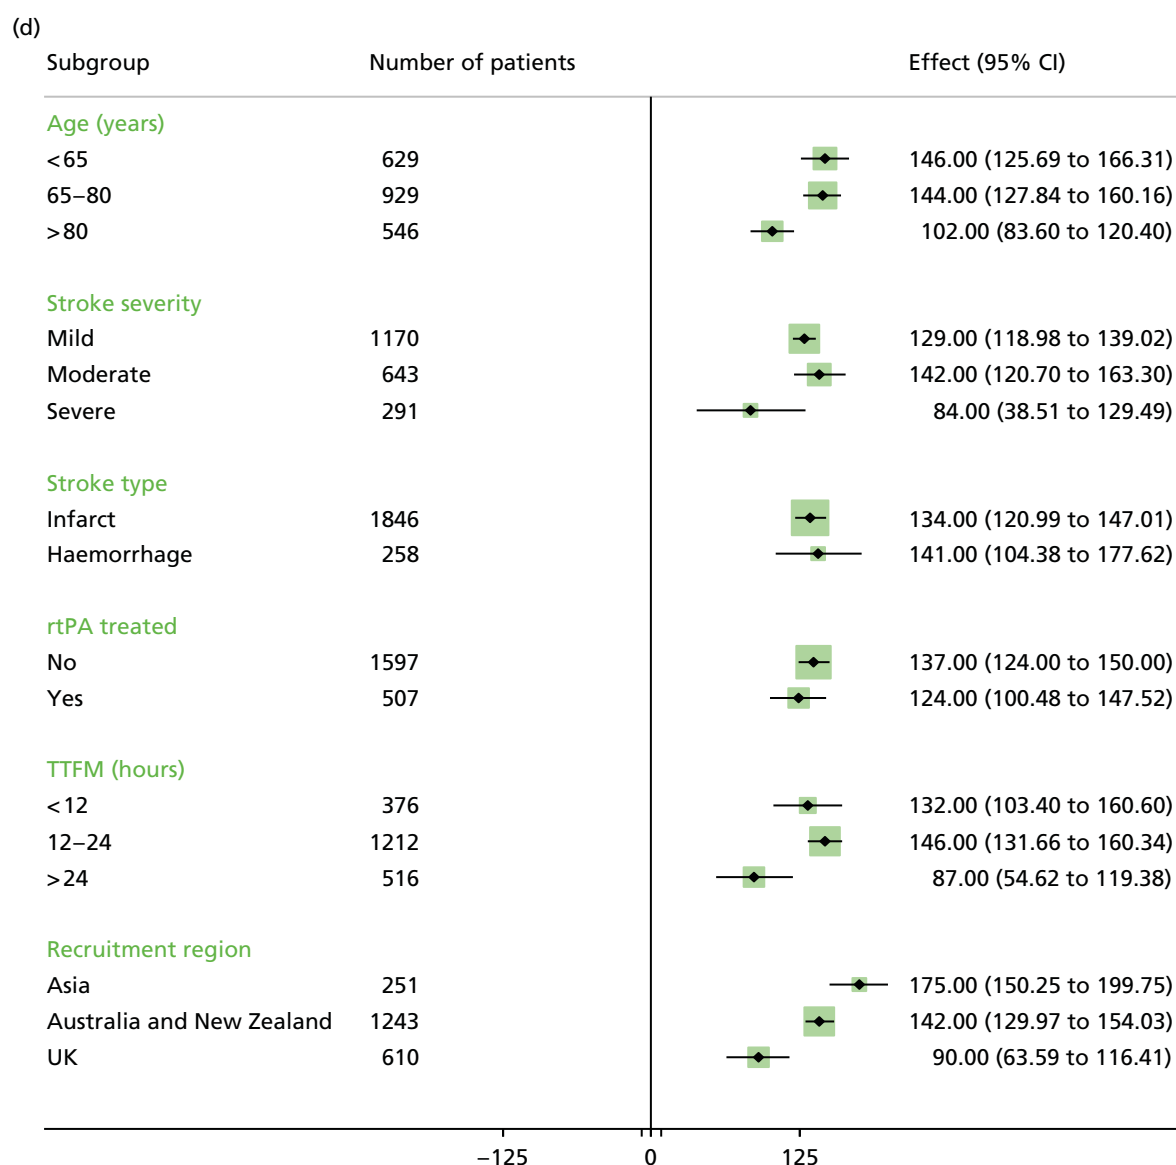 (d)
Subgroup Number of patients Effect (95% CI)
Age (years)
<65 629 146.00 (125.69 to 166.31)
65–80 929 144.00 (127.84 to 160.16)
>80 546 102.00 (83.60 to 120.40)
Stroke severity
Mild 1170 129.00 (118.98 to 139.02)
Moderate 643 142.00 (120.70 to 163.30)
Severe 291 84.00 (38.51 to 129.49)
Stroke type
Infarct 1846 134.00 (120.99 to 147.01)
Haemorrhage 258 141.00 (104.38 to 177.62)
rtPA treated
No 1597 137.00 (124.00 to 150.00)
Yes 507 124.00 (100.48 to 147.52)
TTFM (hours)
<12 376 132.00 (103.40 to 160.60)
12–24 1212 146.00 (131.66 to 160.34)
>24 516 87.00 (54.62 to 119.38)
Recruitment region
Asia 251 175.00 (150.25 to 199.75)
Australia and New Zealand 1243 142.00 (129.97 to 154.03)
UK 610 90.00 (63.59 to 116.41)
–125 0 125